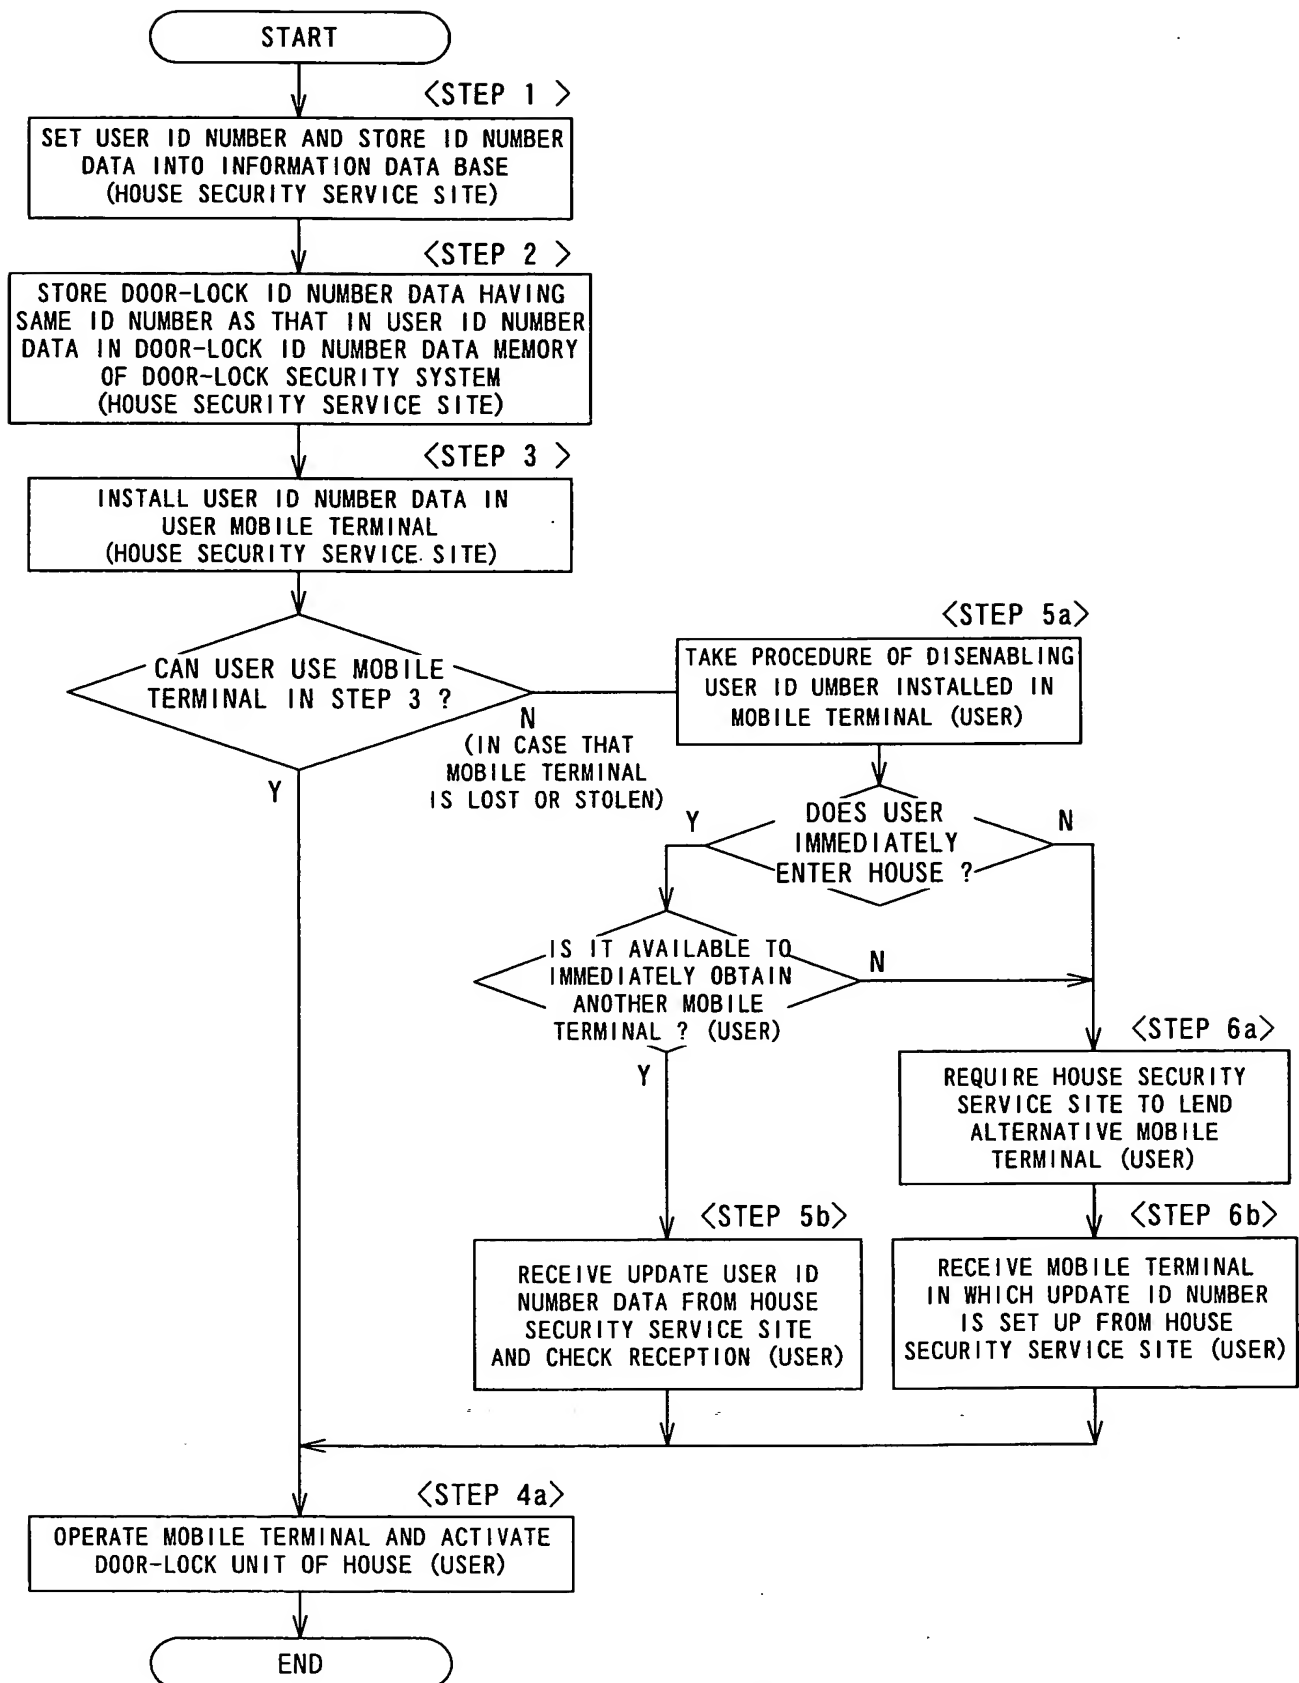 START
<STEP 1 >
SET USER ID NUMBER AND STORE ID NUMBER
DATA INTO INFORMATION DATA BASE
(HOUSE SECURITY SERVICE SITE)
<STEP 2 >
STORE DOOR-LOCK ID NUMBER DATA HAVING
SAME ID NUMBER AS THAT IN USER ID NUMBER
DATA IN DOOR-LOCK ID NUMBER DATA MEMORY
OF DOOR-LOCK SECURITY SYSTEM
(HOUSE SECURITY SERVICE SITE)
<STEP 3 >
INSTALL USER ID NUMBER DATA IN
USER MOBILE TERMINAL
(HOUSE SECURITY SERVICE SITE)
CAN USER USE MOBILE
TERMINAL IN STEP 3 ?
Y
N
(IN CASE THAT
MOBILE TERMINAL
IS LOST OR STOLEN)
<STEP 5a>
TAKE PROCEDURE OF DISENABLING
USER ID UMBER INSTALLED IN
MOBILE TERMINAL (USER)
DOES USER
IMMEDIATELY
ENTER HOUSE ?
Y
N
IS IT AVAILABLE TO
IMMEDIATELY OBTAIN
ANOTHER MOBILE
TERMINAL ? (USER)
N
Y
<STEP 6a>
REQUIRE HOUSE SECURITY
SERVICE SITE TO LEND
ALTERNATIVE MOBILE
TERMINAL (USER)
<STEP 5b>
RECEIVE UPDATE USER ID
NUMBER DATA FROM HOUSE
SECURITY SERVICE SITE
AND CHECK RECEPTION (USER)
<STEP 6b>
RECEIVE MOBILE TERMINAL
IN WHICH UPDATE ID NUMBER
IS SET UP FROM HOUSE
SECURITY SERVICE SITE (USER)
<STEP 4a>
OPERATE MOBILE TERMINAL AND ACTIVATE
DOOR-LOCK UNIT OF HOUSE (USER)
END